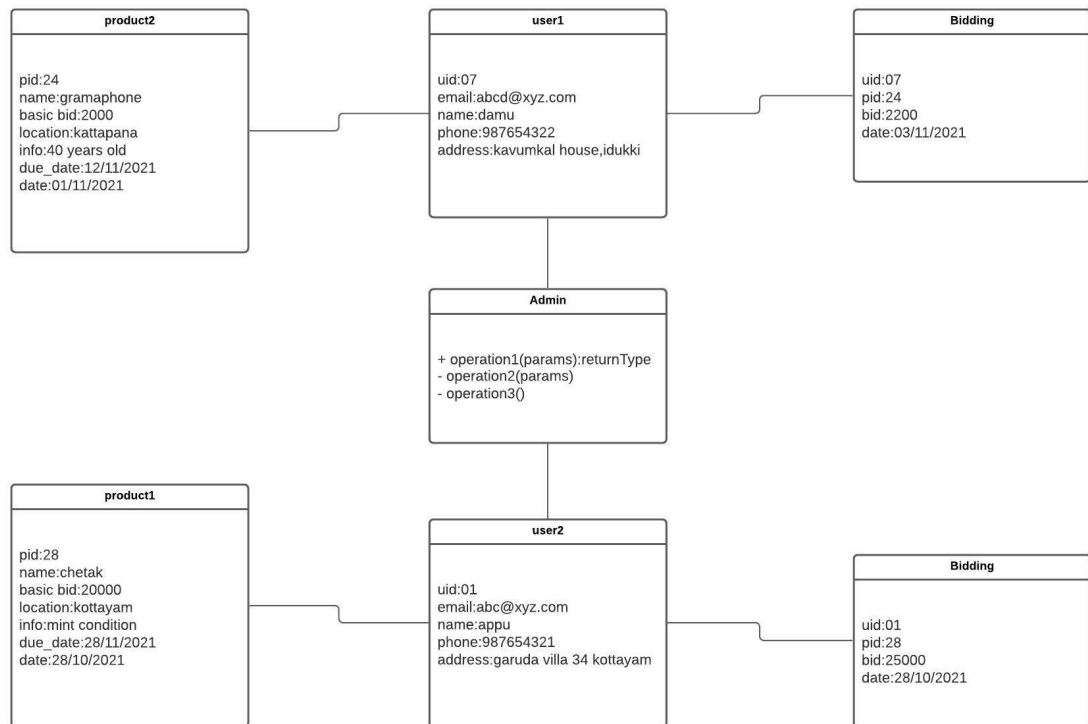 product2
pid:24
name:gramaphone
basic bid:2000
location:kattapana
info:40 years old
due_date:12/11/2021
date:01/11/2021
user1
uid:07
email:abcd@xyz.com
name:damu
phone:987654322
address:kavumkal house,idukki
Bidding
uid:07
pid:24
bid:2200
date:03/11/2021
Admin
+ operation1(params):returnType
- operation2(params)
- operation3()
product1
pid:28
name:chetak
basic bid:20000
location:kottayam
info:mint condition
due_date:28/11/2021
date:28/10/2021
user2
uid:01
email:abc@xyz.com
name:appu
phone:987654321
address:garuda villa 34 kottayam
Bidding
uid:01
pid:28
bid:25000
date:28/10/2021